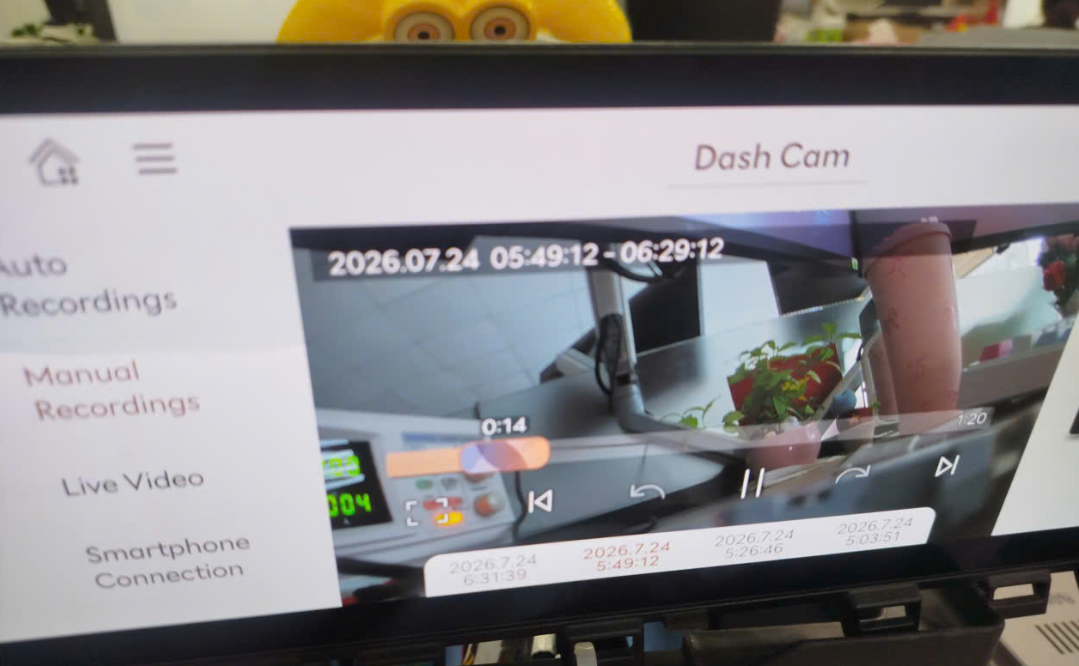 Dash Cam
Auto
Recordings
Manual
Recordings
Live Video
Smartphone
Connection
2026.07.24 05:49:12-06:29:12
0:14
1:20
004
2026.7.24
6:31:39
2026.7.24
5:49:12
2026.7.24
5:26:46
2026.7.24
5:03:51